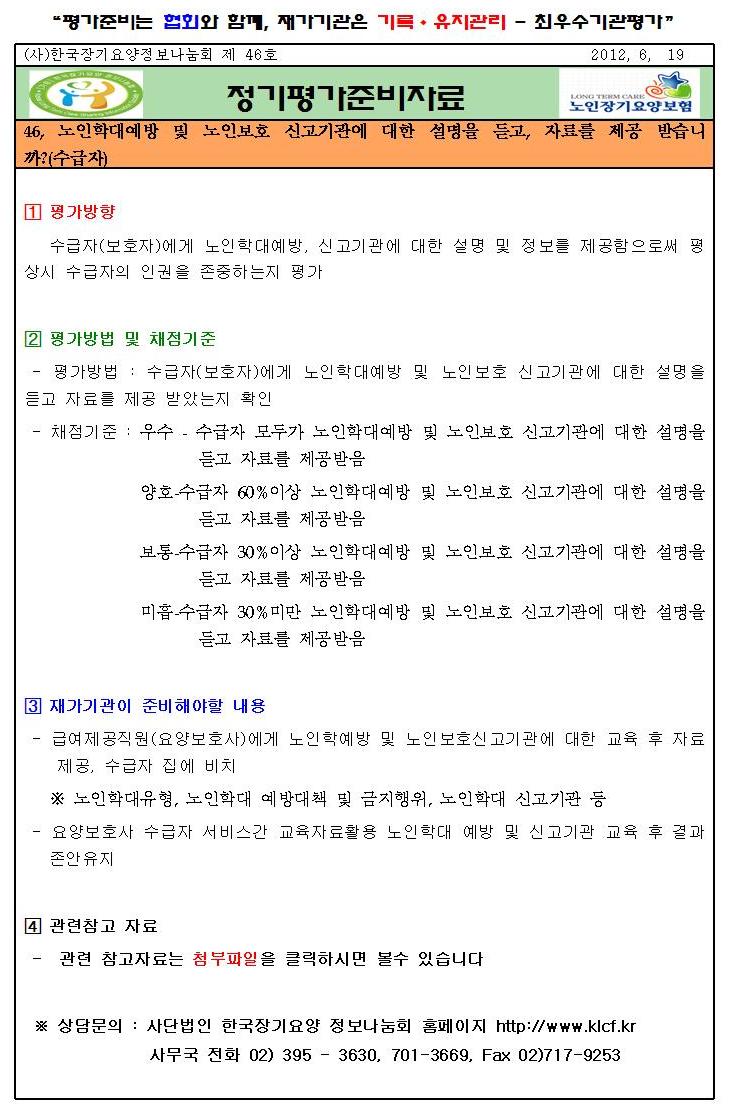 “평가준비는 협회와 함께, 재가기관은 기록·유지관리 - 최우수기관평가”
(사)한국장기요양정보나눔회 제 46호 2012, 6, 19
정기평가준비자료
LONG TERM CARE
노인장기요양보험
46, 노인학대예방 및 노인보호 신고기관에 대한 설명을 듣고, 자료를 제공 받습니
까?(수급자)
1 평가방향
수급자(보호자)에게 노인학대예방, 신고기관에 대한 설명 및 정보를 제공함으로써 평
상시 수급자의 인권을 존중하는지 평가
2 평가방법 및 채점기준
- 평가방법 : 수급자(보호자)에게 노인학대예방 및 노인보호 신고기관에 대한 설명을
듣고 자료를 제공 받았는지 확인
- 채점기준 : 우수 - 수급자 모두가 노인학대예방 및 노인보호 신고기관에 대한 설명을
듣고 자료를 제공받음
양호-수급자 60%이상 노인학대예방 및 노인보호 신고기관에 대한 설명을
듣고 자료를 제공받음
보통-수급자 30%이상 노인학대예방 및 노인보호 신고기관에 대한 설명을
듣고 자료를 제공받음
미흡-수급자 30%미만 노인학대예방 및 노인보호 신고기관에 대한 설명을
듣고 자료를 제공받음
3 재가기관이 준비해야할 내용
- 급여제공직원(요양보호사)에게 노인학예방 및 노인보호신고기관에 대한 교육 후 자료
제공, 수급자 집에 비치
※ 노인학대유형, 노인학대 예방대책 및 금지행위, 노인학대 신고기관 등
- 요양보호사 수급자 서비스간 교육자료활용 노인학대 예방 및 신고기관 교육 후 결과
존안유지
4 관련참고 자료
- 관련 참고자료는 첨부파일을 클릭하시면 볼수 있습니다
※ 상담문의 : 사단법인 한국장기요양 정보나눔회 홈페이지 http://www.klcf.kr
사무국 전화 02) 395 - 3630, 701-3669, Fax 02)717-9253